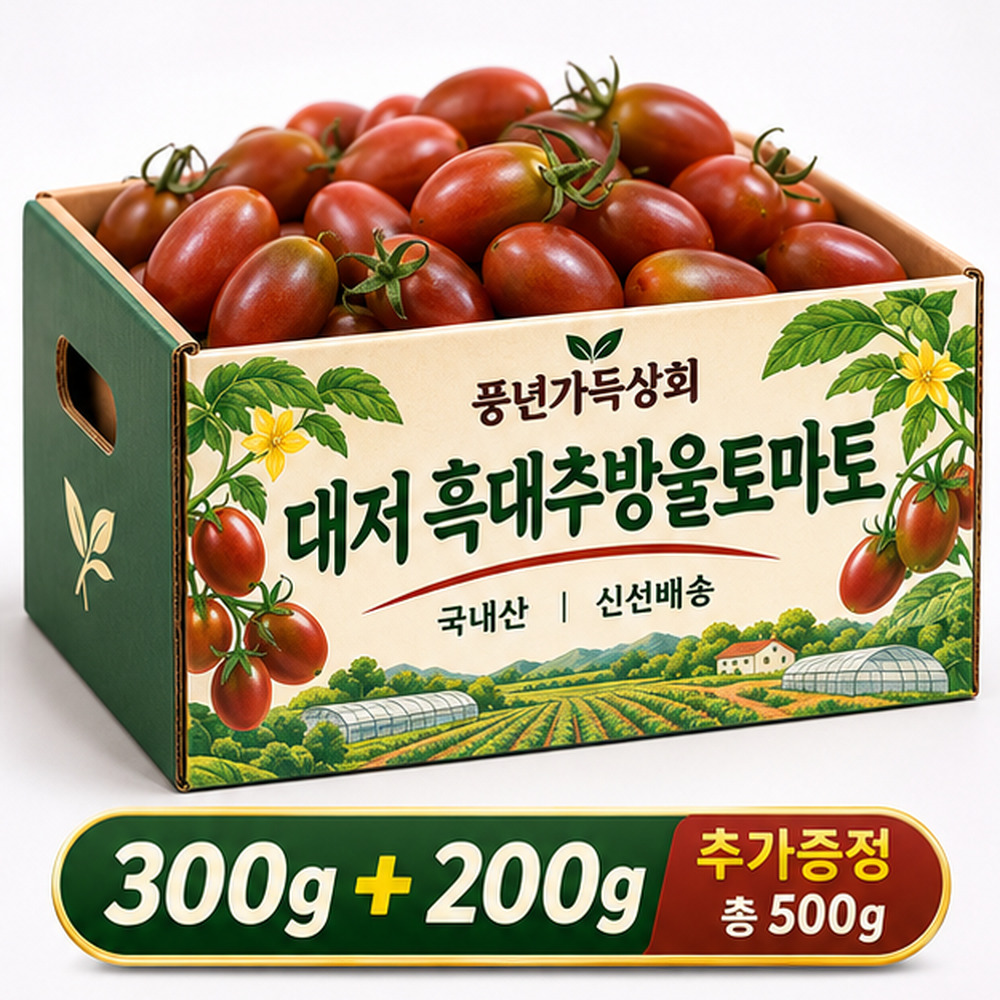 풍년가득상회
대저 흑대추방울토마토
국내산 | 신선배송
300g + 200g
추가증정
총 500g